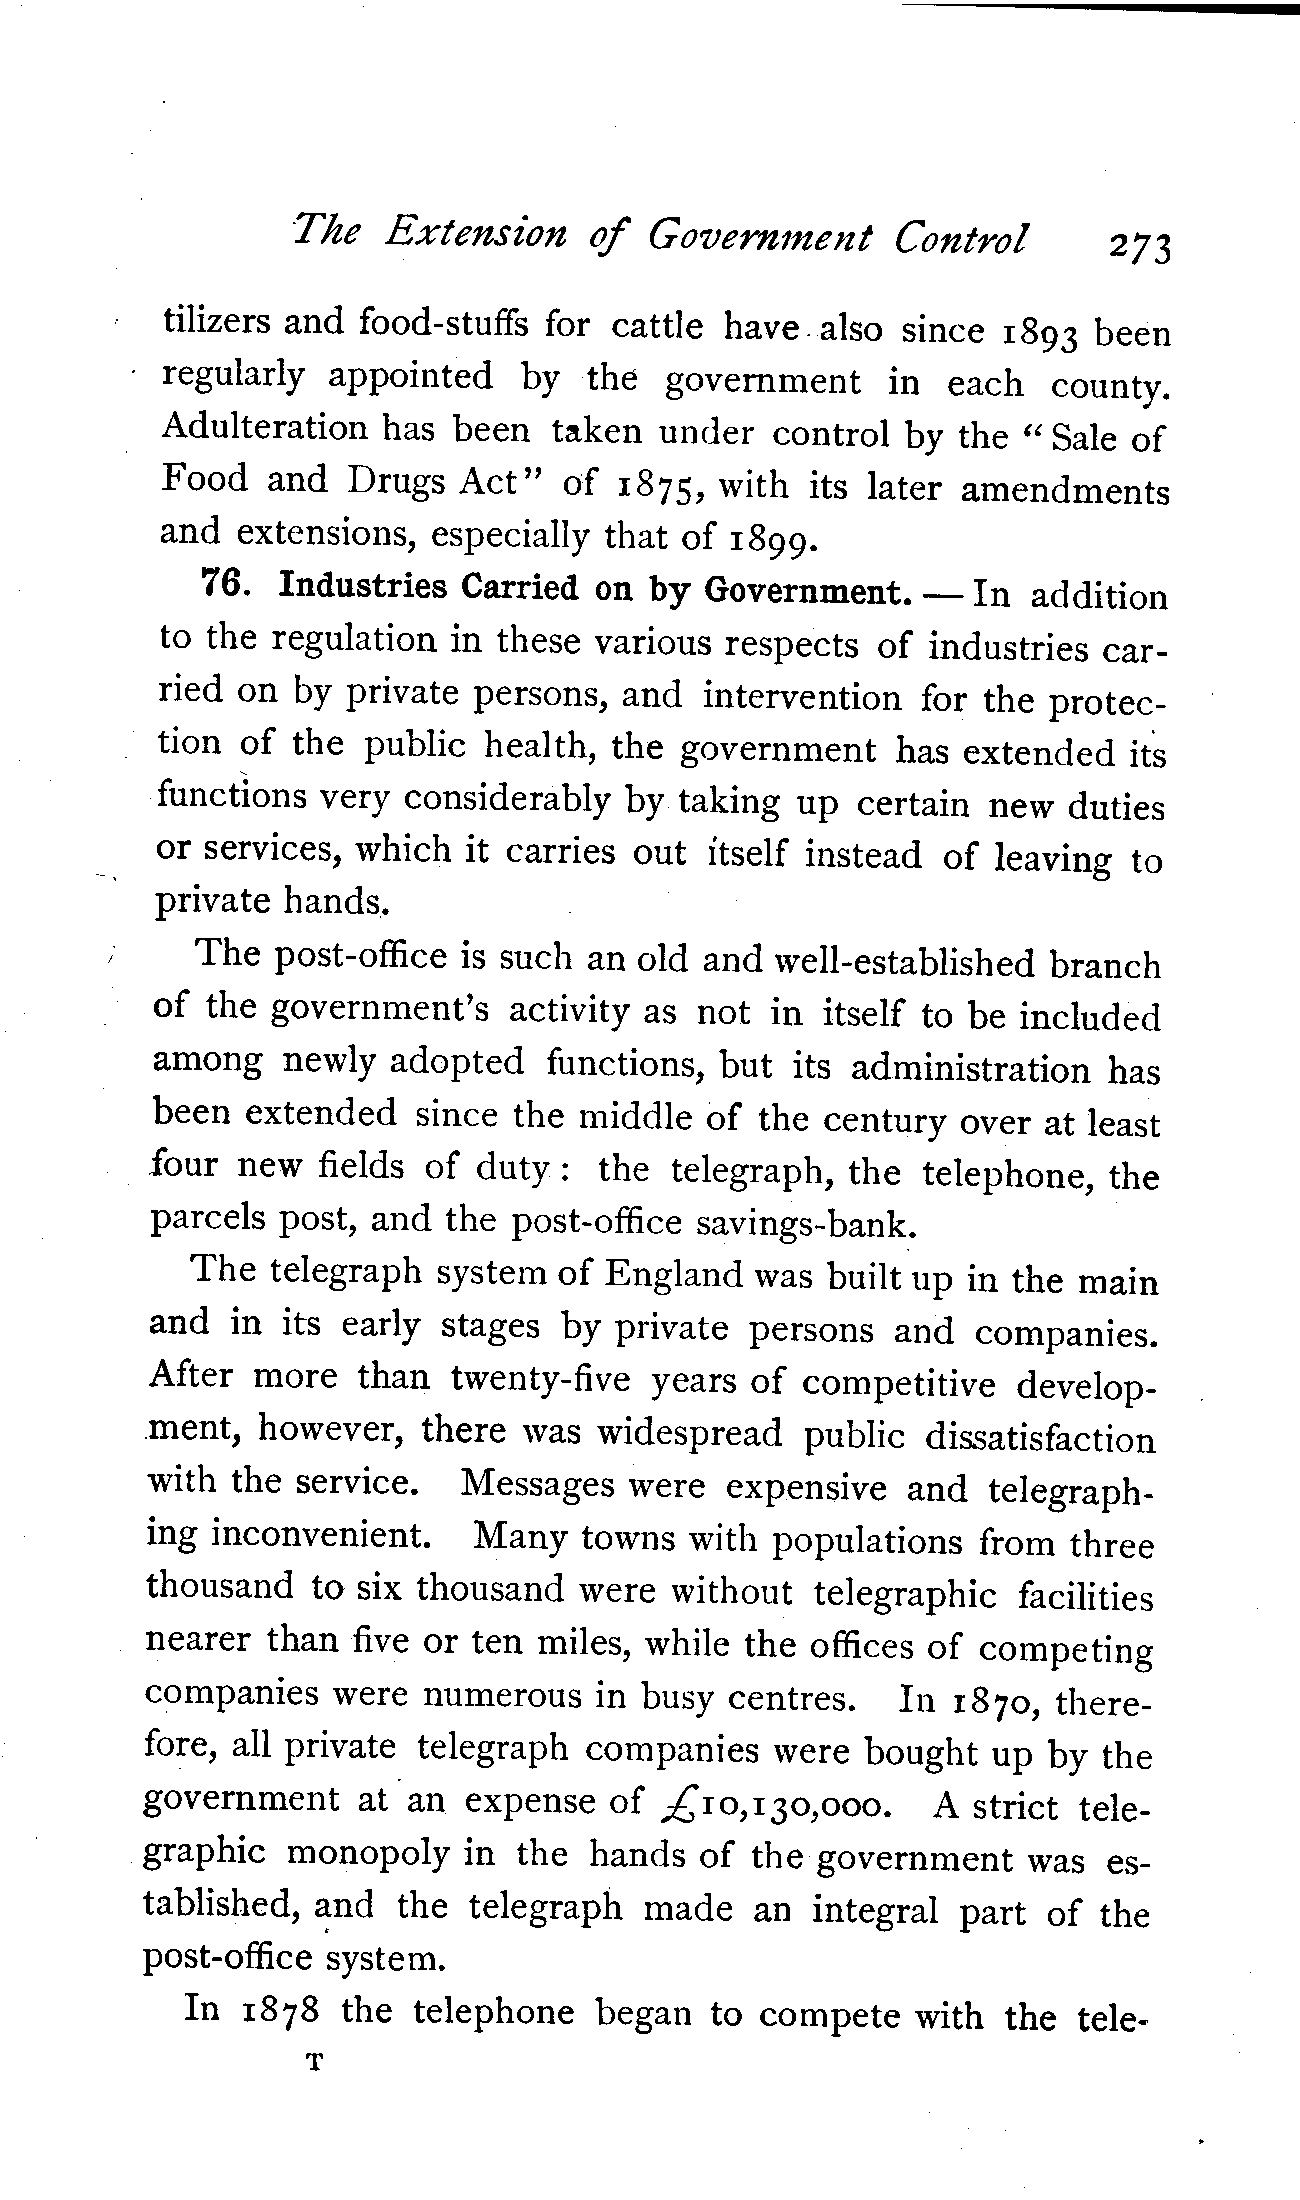 The Extension of Government Control 273
tilizers and food-stuffs for cattle have also since 1893 been
regularly appointed by the government in each county.
Adulteration has been taken under control by the “ Sale of
Food and Drugs Act” of 1875, with its later amendments
and extensions, especially that of 1899.
76. Industries Carried on by Government. — In addition
to the regulation in these various respects of industries car-
ried on by private persons, and intervention for the protec-
tion of the public health, the government has extended its
functions very considerably by taking up certain new duties
or services, which it carries out itself instead of leaving to
private hands.
The post-office is such an old and well-established branch
of the government's activity as not in itself to be included
among newly adopted functions, but its administration has
been extended since the middle of the century over at least
four new fields of duty : the telegraph, the telephone, the
parcels post, and the post-office savings-bank.
The telegraph system of England was built up in the main
and in its early stages by private persons and companies.
After more than twenty-five years of competitive develop-
ment, however, there was widespread public dissatisfaction
with the service. Messages were expensive and telegraph-
ing inconvenient. Many towns with populations from three
thousand to six thousand were without telegraphic facilities
nearer than five or ten miles, while the offices of competing
companies were numerous in busy centres. In 1870, there-
fore, all private telegraph companies were bought up by the
government at an expense of £10,130,000. A strict tele-
graphic monopoly in the hands of the government was es-
tablished, and the telegraph made an integral part of the
post-office system.
In 1878 the telephone began to compete with the tele-
T